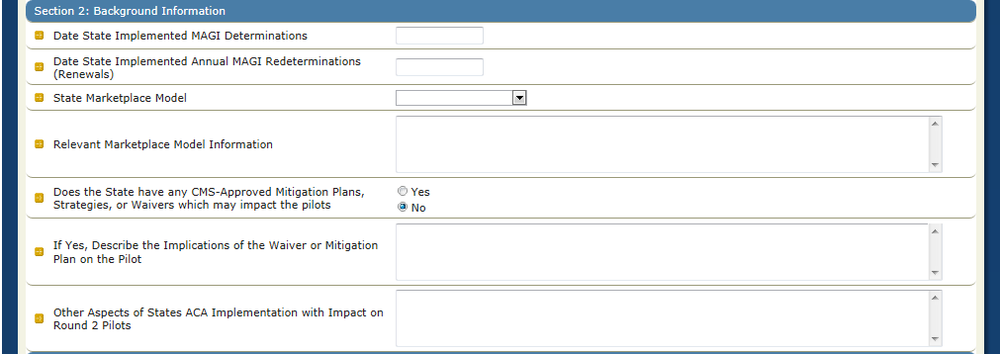 Section 2: Background Information
Date State Implemented MAGI Determinations
Date State Implemented Annual MAGI Redeterminations
(Renewals)
State Marketplace Model
Relevant Marketplace Model Information
Does the State have any CMS-Approved Mitigation Plans,
Strategies, or Waivers which may impact the pilots
Yes
No
If Yes, Describe the Implications of the Waiver or Mitigation
Plan on the Pilot
Other Aspects of States ACA Implementation with Impact on
Round 2 Pilots